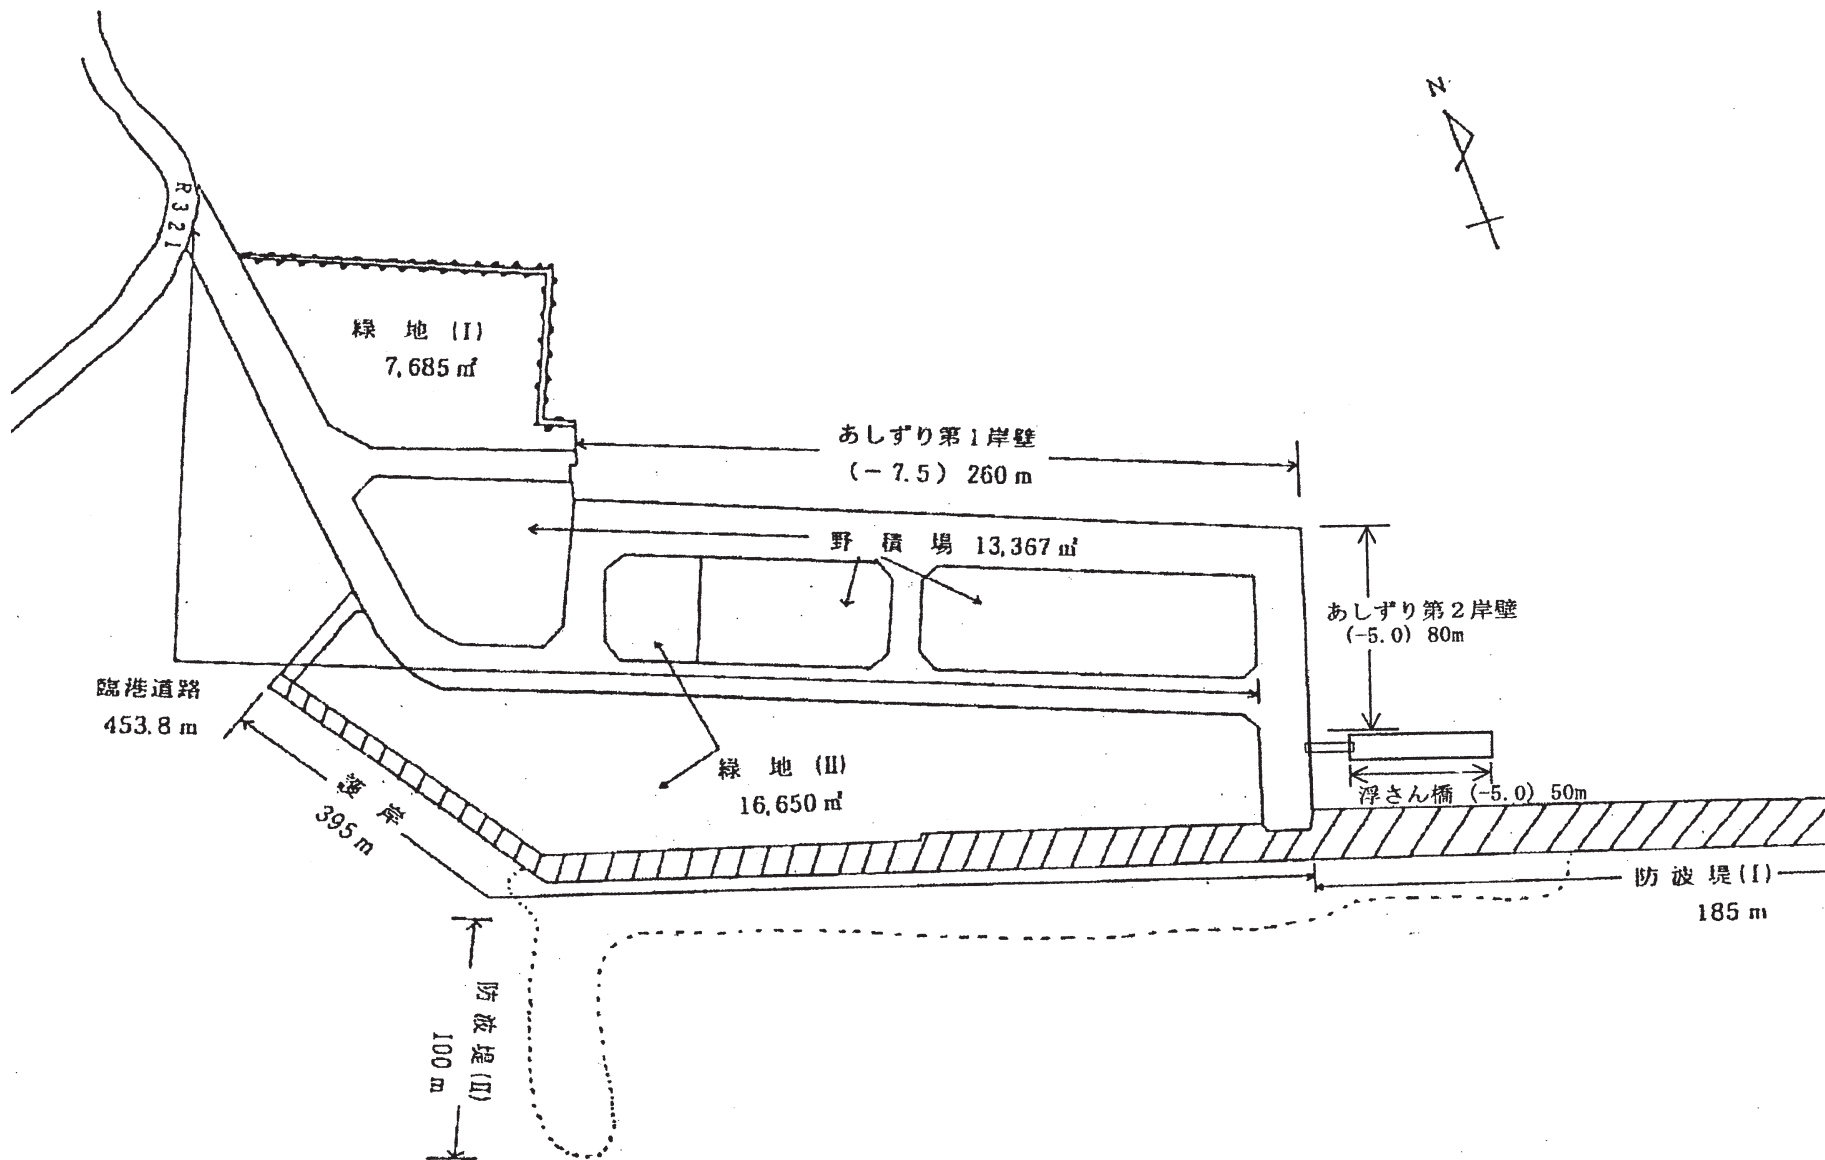 N
R321
緑 地 (I)
7,685㎡
あしずり第1岸壁
(-7.5) 260m
野 積 場 13,367㎡
あしずり第2岸壁
(-5.0) 80m
臨港道路
453.8m
緑 地 (II)
16,650㎡
浮さん橋 (-5.0) 50m
護 岸
395m
防 波 堤 (I)
185m
防 波 堤 (II)
100m